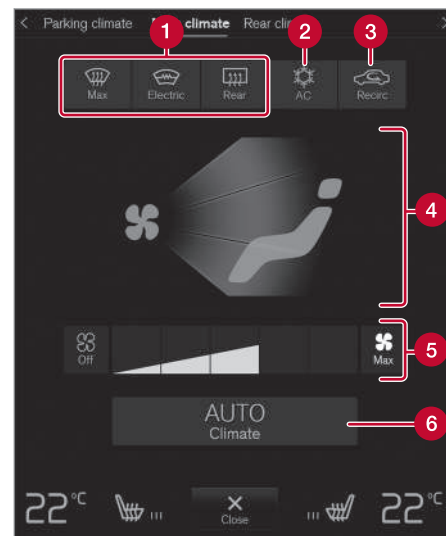 Parking climate climate Rear
1 2 3
Max Electric Rear AC Recirc
4
Off Max 5
AUTO
Climate 6
22°C 22°C
Close